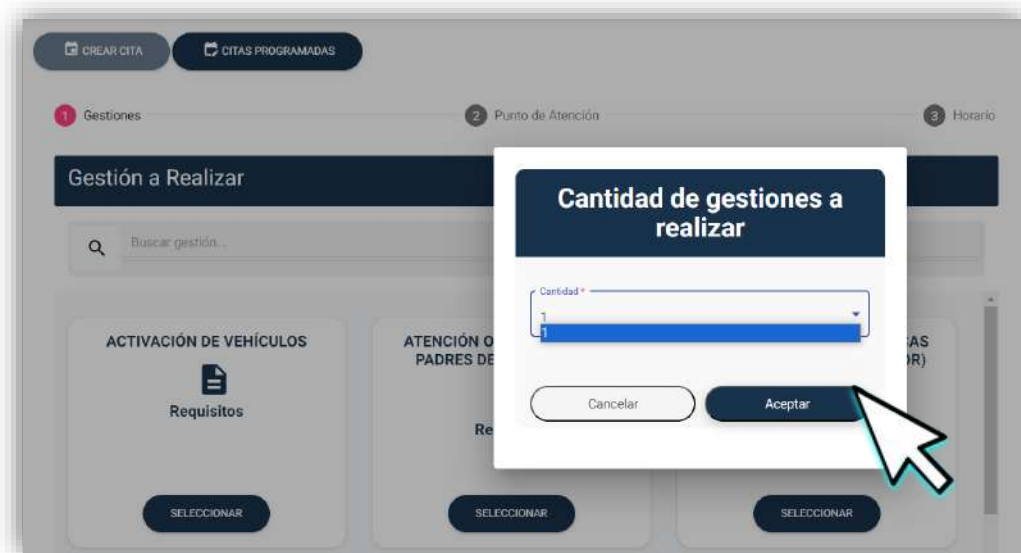 CREAR CITA
CITAS PROGRAMADAS
1 Gestiones
2 Punto de Atención
3 Horario
Gestión a Realizar
Buscar gestión...
Cantidad de gestiones a
realizar
Cantidad *
1
1
Cancelar
Aceptar
ACTIVACIÓN DE VEHÍCULOS
Requisitos
SELECCIONAR
ATENCIÓN O
PADRES DE
Re
SELECCIONAR
AS
OR)
SELECCIONAR